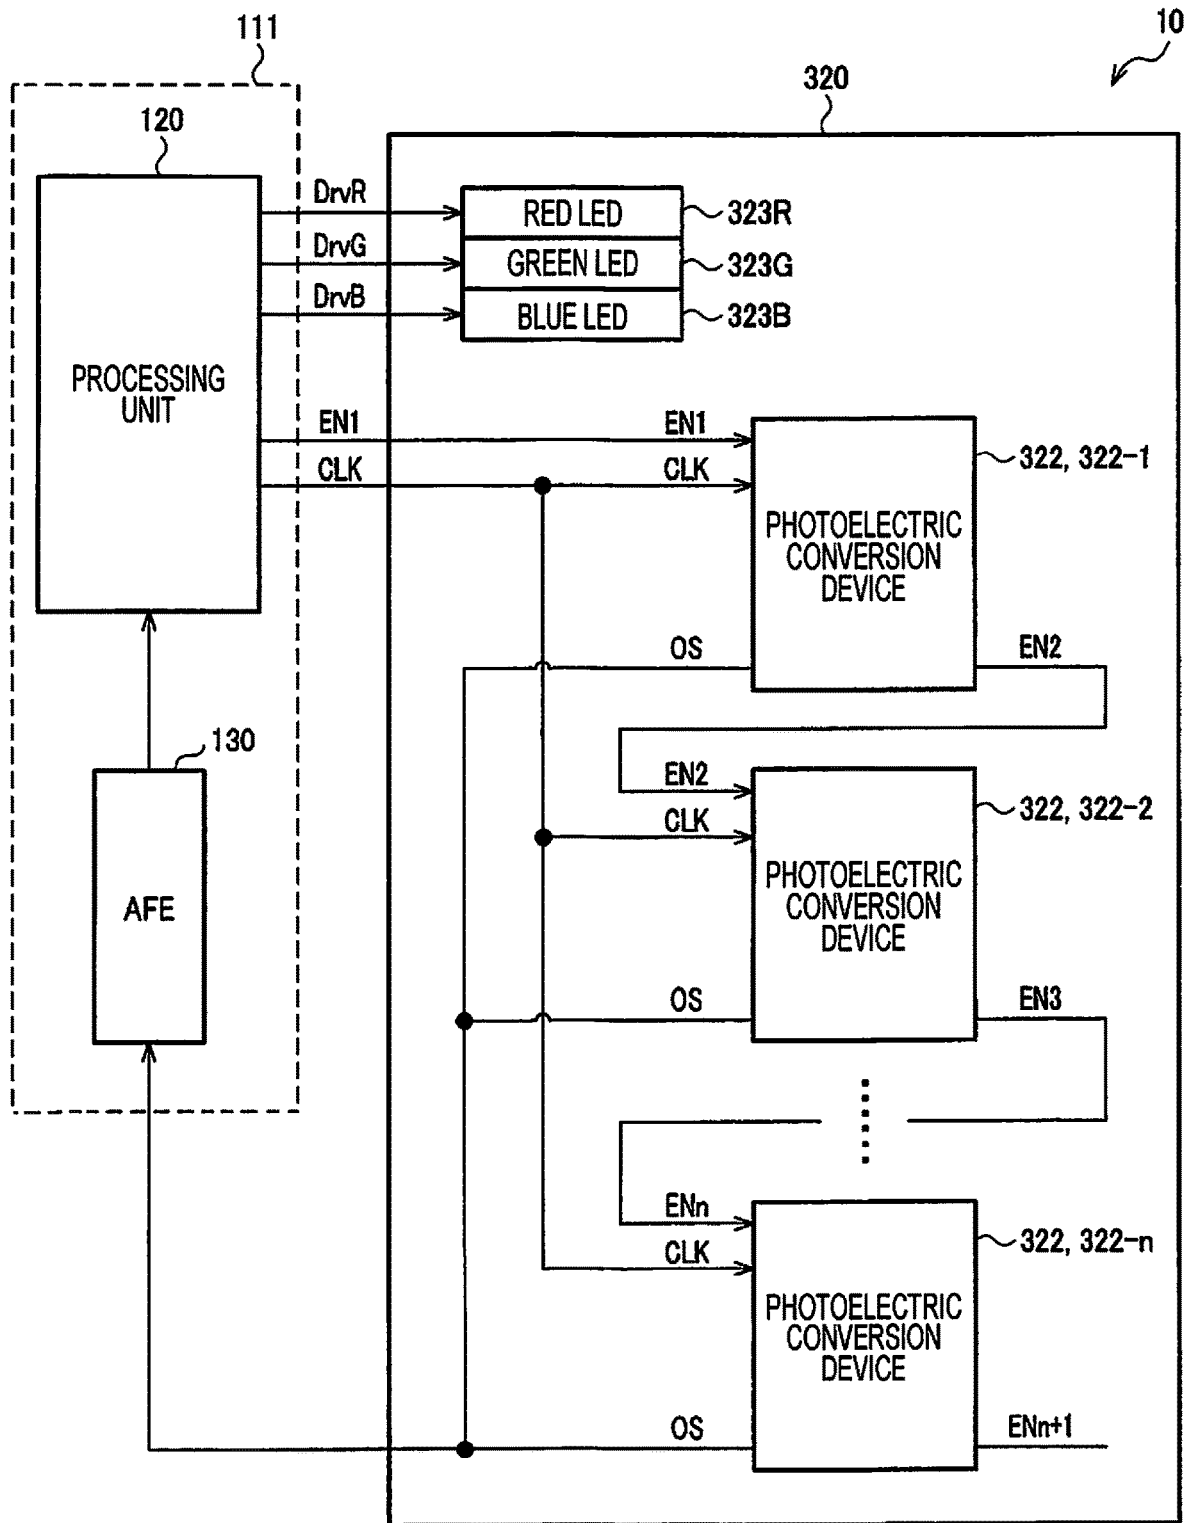 10
111
320
120
DrvR
RED LED
323R
DrvG
GREEN LED
323G
DrvB
BLUE LED
323B
PROCESSING
UNIT
EN1
EN1
CLK
CLK
322, 322-1
PHOTOELECTRIC
CONVERSION
DEVICE
OS
EN2
130
EN2
CLK
322, 322-2
PHOTOELECTRIC
CONVERSION
DEVICE
AFE
OS
EN3
ENn
CLK
322, 322-n
PHOTOELECTRIC
CONVERSION
DEVICE
OS
ENn+1